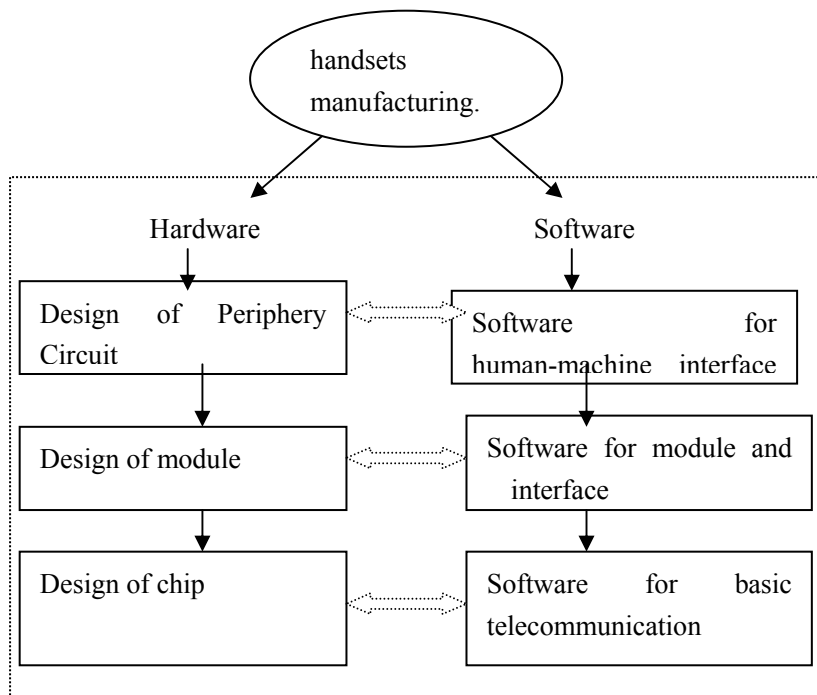 handsets
manufacturing.
Hardware
Software
Design of Periphery
Circuit
Software for
human-machine interface
Design of module
Software for module and
interface
Design of chip
Software for basic
telecommunication